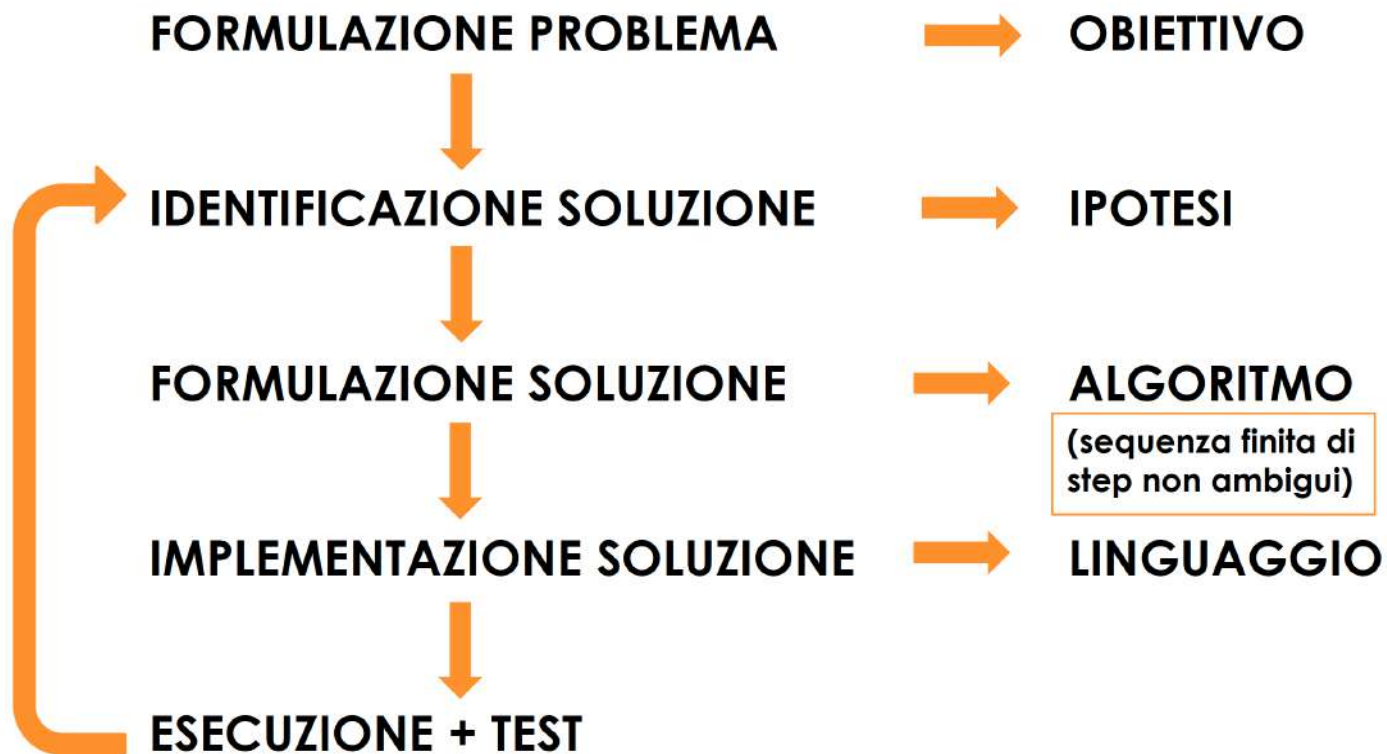 FORMULAZIONE PROBLEMA
OBIETTIVO
IDENTIFICAZIONE SOLUZIONE
IPOTESI
FORMULAZIONE SOLUZIONE
ALGORITMO
(sequenza finita di
step non ambigui)
IMPLEMENTAZIONE SOLUZIONE
LINGUAGGIO
ESECUZIONE + TEST